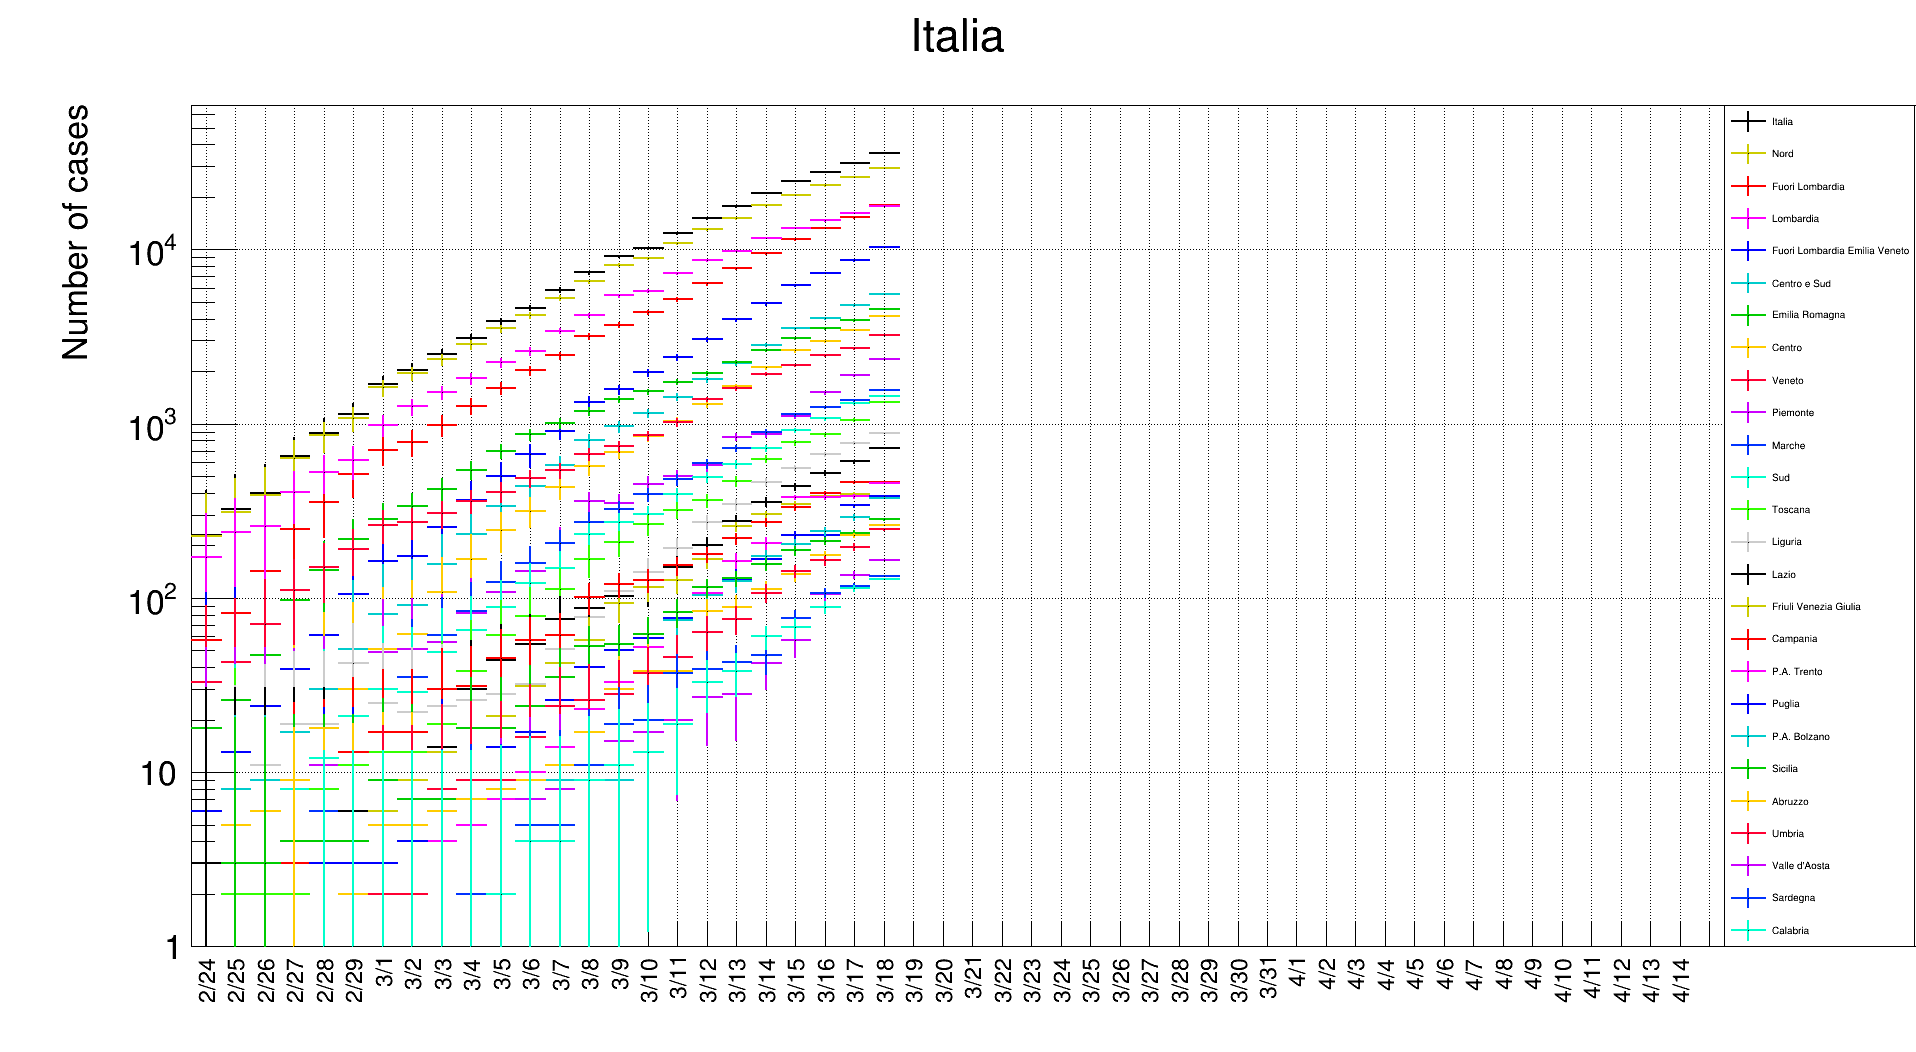 Italia
Number of cases
10^4
10^3
10^2
10
1
2/24 2/25 2/26 2/27 2/28 2/29 3/1 3/2 3/3 3/4 3/5 3/6 3/7 3/8 3/9 3/10 3/11 3/12 3/13 3/14 3/15 3/16 3/17 3/18 3/19 3/20 3/21 3/22 3/23 3/24 3/25 3/26 3/27 3/28 3/29 3/30 3/31 4/1 4/2 4/3 4/4 4/5 4/6 4/7 4/8 4/9 4/10 4/11 4/12 4/13 4/14
Italia
Nord
Fuori Lombardia
Lombardia
Fuori Lombardia Emilia Veneto
Centro e Sud
Emilia Romagna
Centro
Veneto
Piemonte
Marche
Sud
Toscana
Liguria
Lazio
Friuli Venezia Giulia
Campania
P.A. Trento
Puglia
P.A. Bolzano
Sicilia
Abruzzo
Umbria
Valle d'Aosta
Sardegna
Calabria